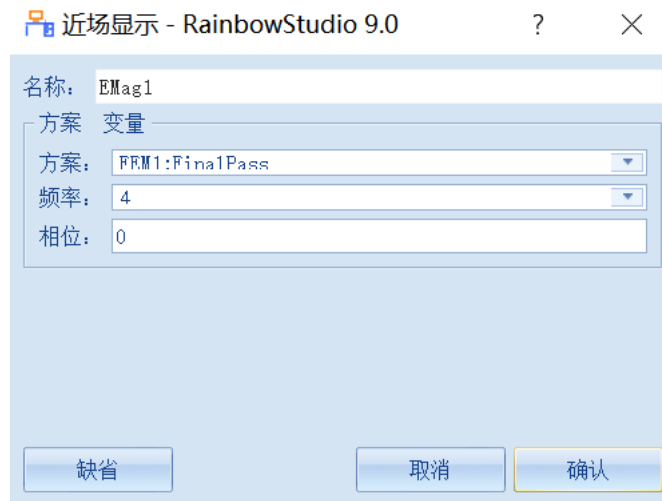 近场显示 - RainbowStudio 9.0 ?
名称: EMag1
方案 变量
方案: FEM1:FinalPass
频率: 4
相位: 0
缺省 取消 确认